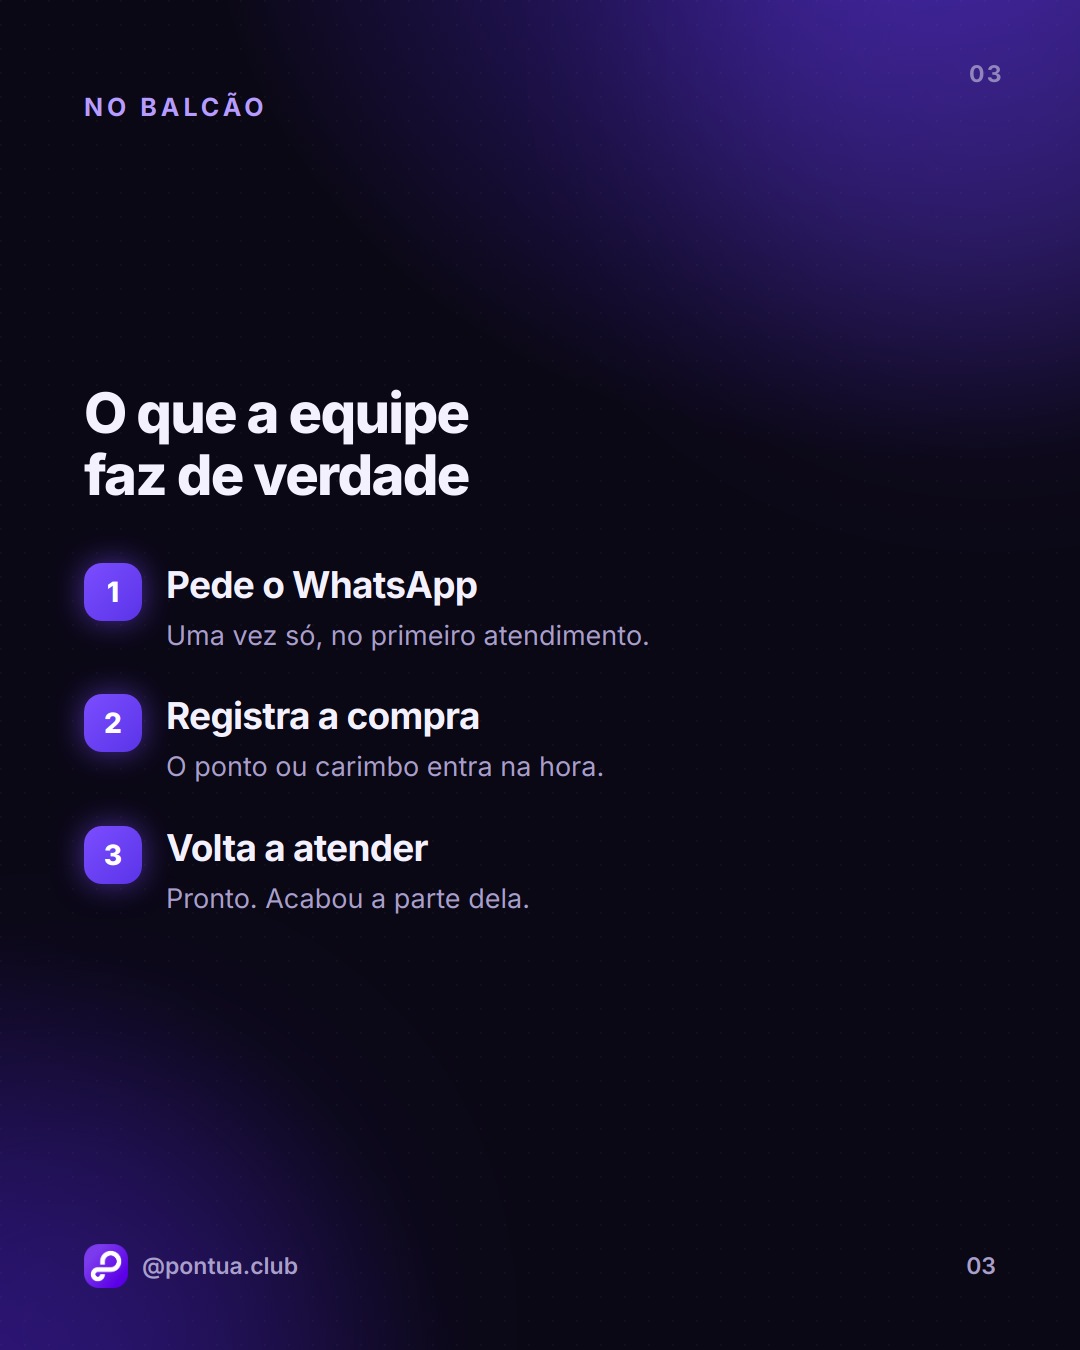 03
NO BALCÃO
O que a equipe
faz de verdade
1
Pede o WhatsApp
Uma vez só, no primeiro atendimento.
2
Registra a compra
O ponto ou carimbo entra na hora.
3
Volta a atender
Pronto. Acabou a parte dela.
@pontua.club
03